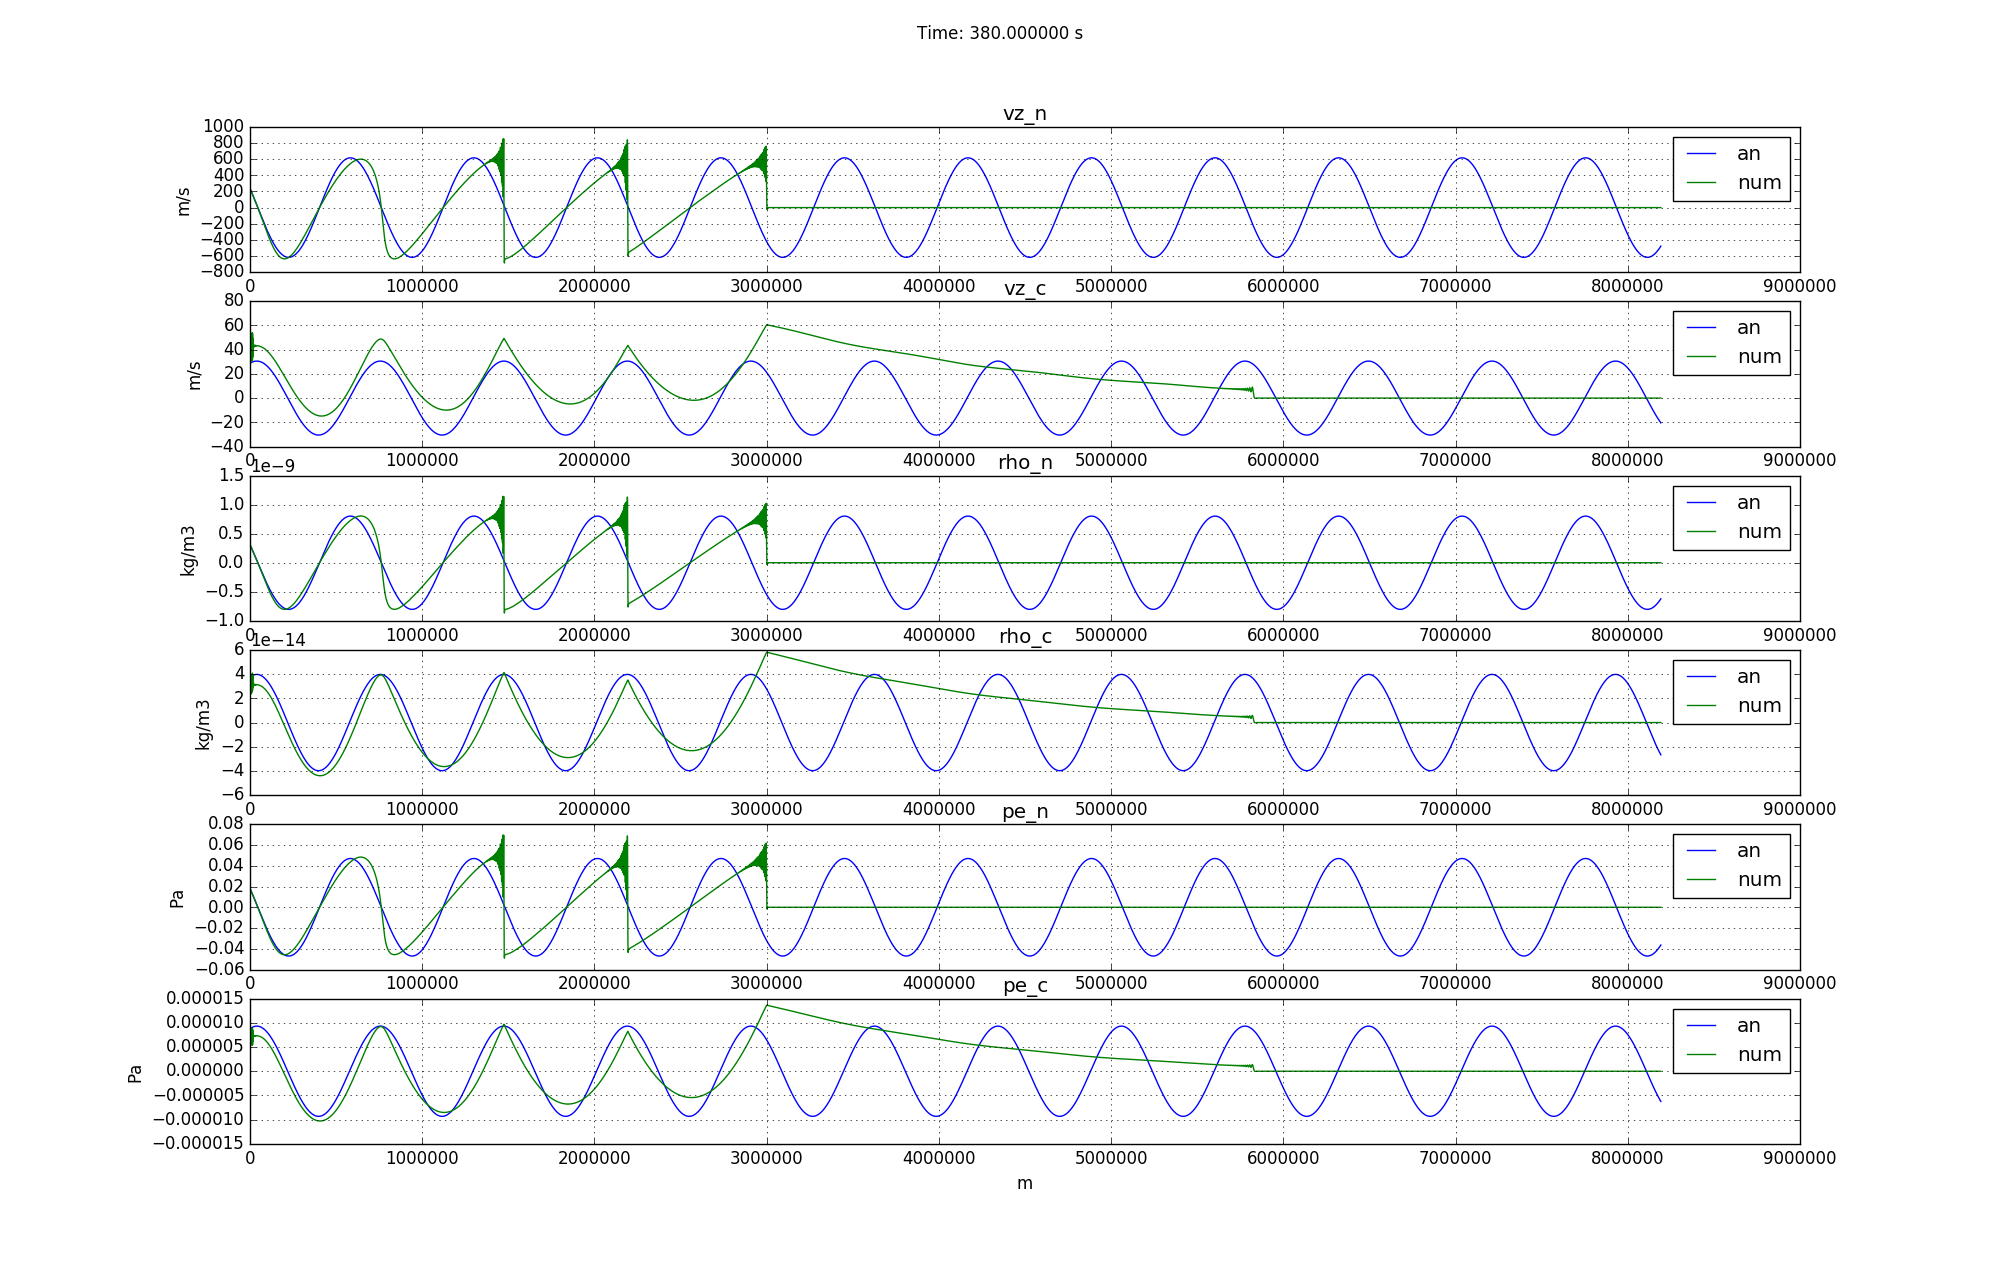 Time: 380.000000 s
vz_n
1000
800
600
400
200
0
−200
−400
−600
−800
m/s
an
num
0 1000000 2000000 3000000 4000000 5000000 6000000 7000000 8000000 9000000
vz_c
80
60
40
20
0
−20
−40
m/s
an
num
0 1000000 2000000 3000000 4000000 5000000 6000000 7000000 8000000 9000000
1e−9
rho_n
1.5
1.0
0.5
0.0
−0.5
−1.0
kg/m3
an
num
0 1000000 2000000 3000000 4000000 5000000 6000000 7000000 8000000 9000000
1e−14
rho_c
6
4
2
0
−2
−4
−6
kg/m3
an
num
0 1000000 2000000 3000000 4000000 5000000 6000000 7000000 8000000 9000000
pe_n
0.08
0.06
0.04
0.02
0.00
−0.02
−0.04
−0.06
Pa
an
num
0 1000000 2000000 3000000 4000000 5000000 6000000 7000000 8000000 9000000
pe_c
0.000015
0.000010
0.000005
0.000000
−0.000005
−0.000010
−0.000015
Pa
an
num
0 1000000 2000000 3000000 4000000 5000000 6000000 7000000 8000000 9000000
m